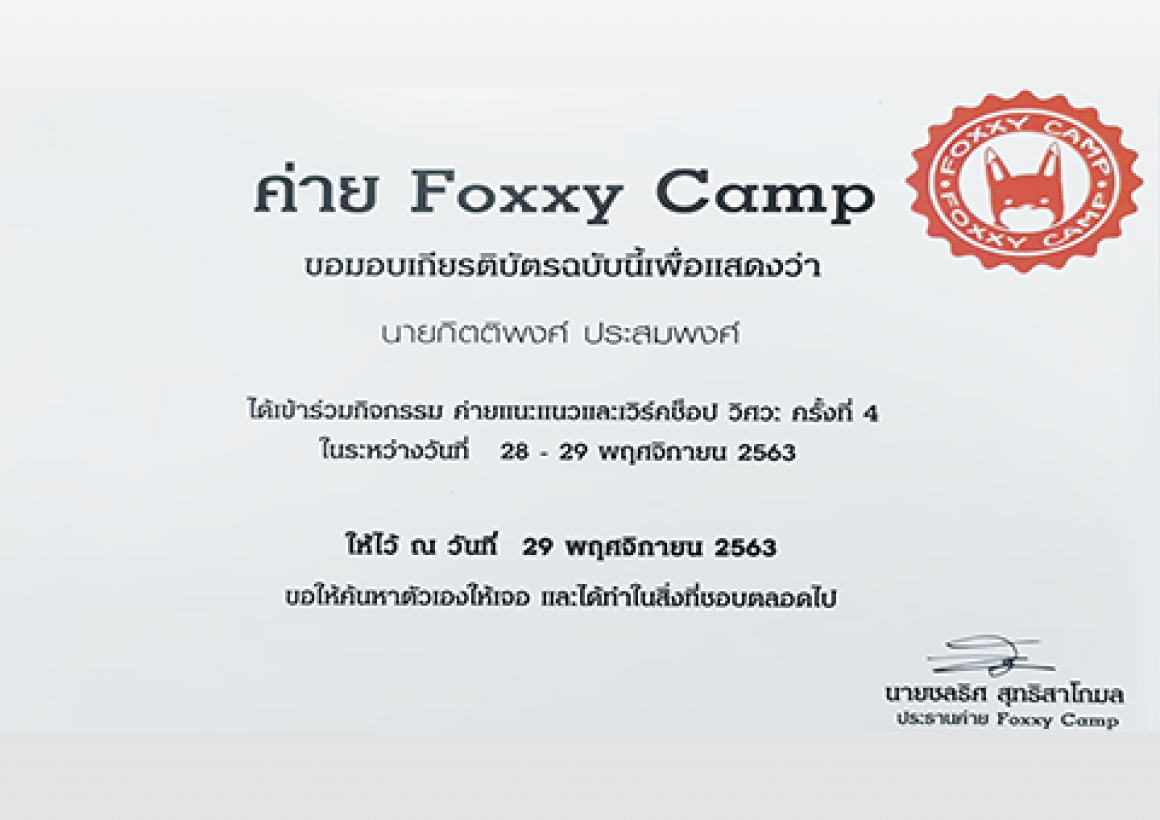 ค่าย Foxxy Camp
FOXXY CAMP
FOXXY CAMP
ขอมอบเกียรติบัตรฉบับนี้เพื่อแสดงว่า
นายกิตติพงศ์ ประสมพงศ์
ได้เข้าร่วมกิจกรรม ค่ายแนะแนวและเวิร์คช็อป วิศวะ ครั้งที่ 4
ในระหว่างวันที่ 28 - 29 พฤศจิกายน 2563
ให้ไว้ ณ วันที่ 29 พฤศจิกายน 2563
ขอให้ค้นหาตัวเองให้เจอ และได้ทำในสิ่งที่ชอบตลอดไป
นายชลธิศ สุทธิสาโกมล
ประธานค่าย Foxxy Camp